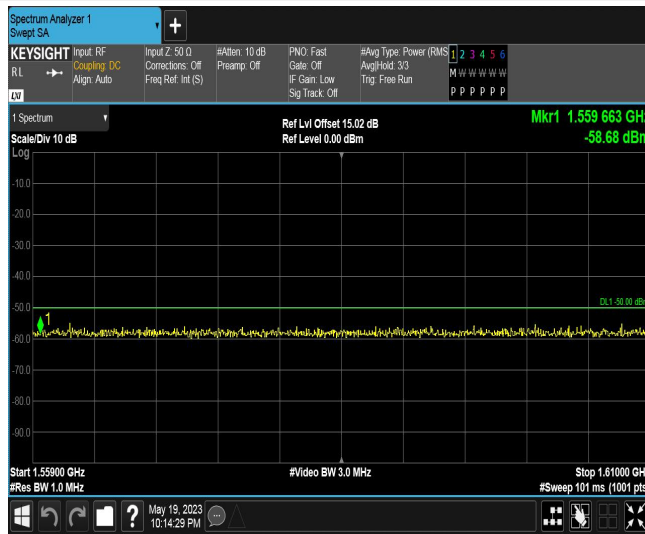 Spectrum Analyzer 1
Swept SA
+
KEYSIGHT
RL
LXI
Input: RF
Coupling: DC
Align: Auto
Input Z: 50 Ω
Corrections: Off
Freq Ref: Int (S)
#Atten: 10 dB
Preamp: Off
PNO: Fast
Gate: Off
IF Gain: Low
Sig Track: Off
#Avg Type: Power (RMS
Avg|Hold: 3/3
Trig: Free Run
1 2 3 4 5 6
M W W W W W
P P P P P P
1 Spectrum
Scale/Div 10 dB
Log
Ref Lvl Offset 15.02 dB
Ref Level 0.00 dBm
Mkr1 1.559 663 GHz
-58.68 dBm
-10.0
-20.0
-30.0
-40.0
-50.0
-60.0
-70.0
-80.0
-90.0
DL1 -50.00 dBm
1
Start 1.55900 GHz
#Res BW 1.0 MHz
#Video BW 3.0 MHz
Stop 1.61000 GH
#Sweep 101 ms (1001 pts
?
May 19, 2023
10:14:29 PM